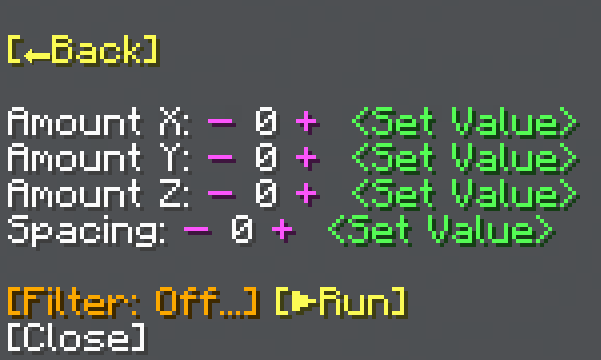 [←Back]
Amount X: - 0 + <Set Value>
Amount Y: - 0 + <Set Value>
Amount Z: - 0 + <Set Value>
Spacing: - 0 + <Set Value>
[Filter: Off...] [▶Run]
[Close]